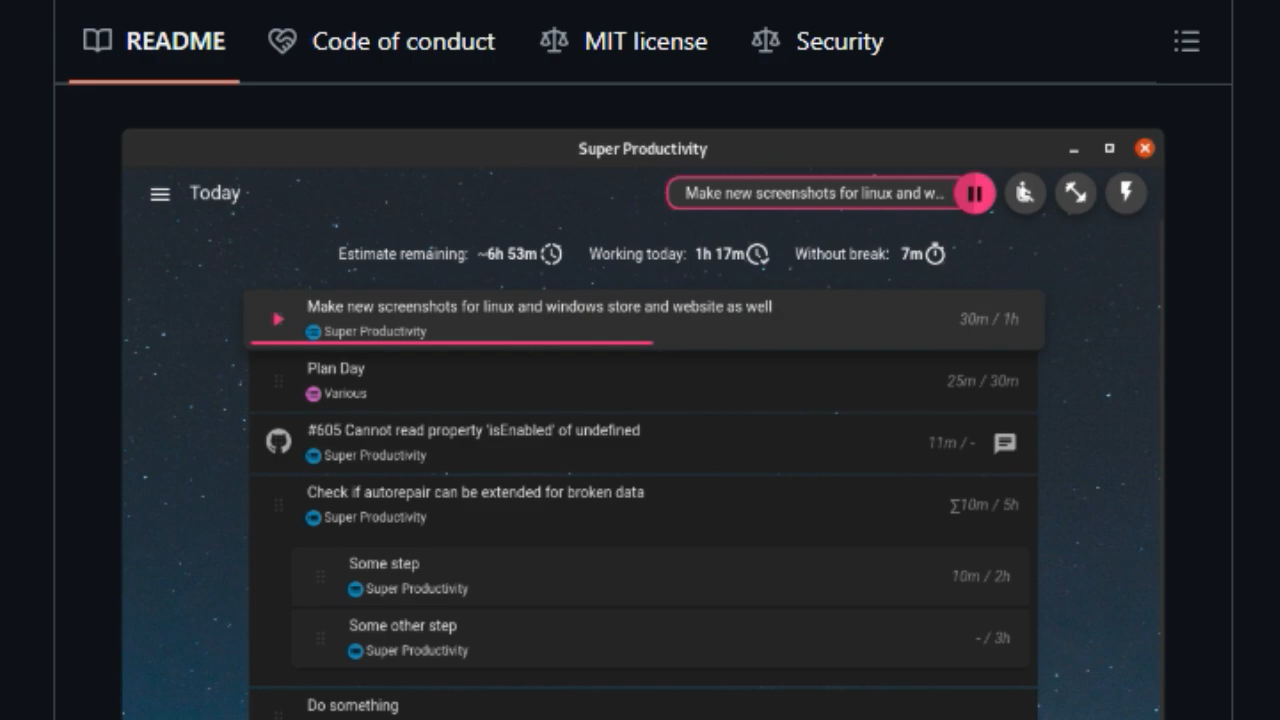 README Code of conduct MIT license Security
Super Productivity
Today Make new screenshots for linux and w...
Estimate remaining: ~6h 53m Working today: 1h 17m Without break: 7m
Make new screenshots for linux and windows store and website as well
30m / 1h
Super Productivity
Plan Day
25m / 30m
Various
#605 Cannot read property 'isEnabled' of undefined
11m / -
Super Productivity
Check if autorepair can be extended for broken data
∑10m / 5h
Super Productivity
Some step
10m / 2h
Super Productivity
Some other step
- / 3h
Super Productivity
Do something